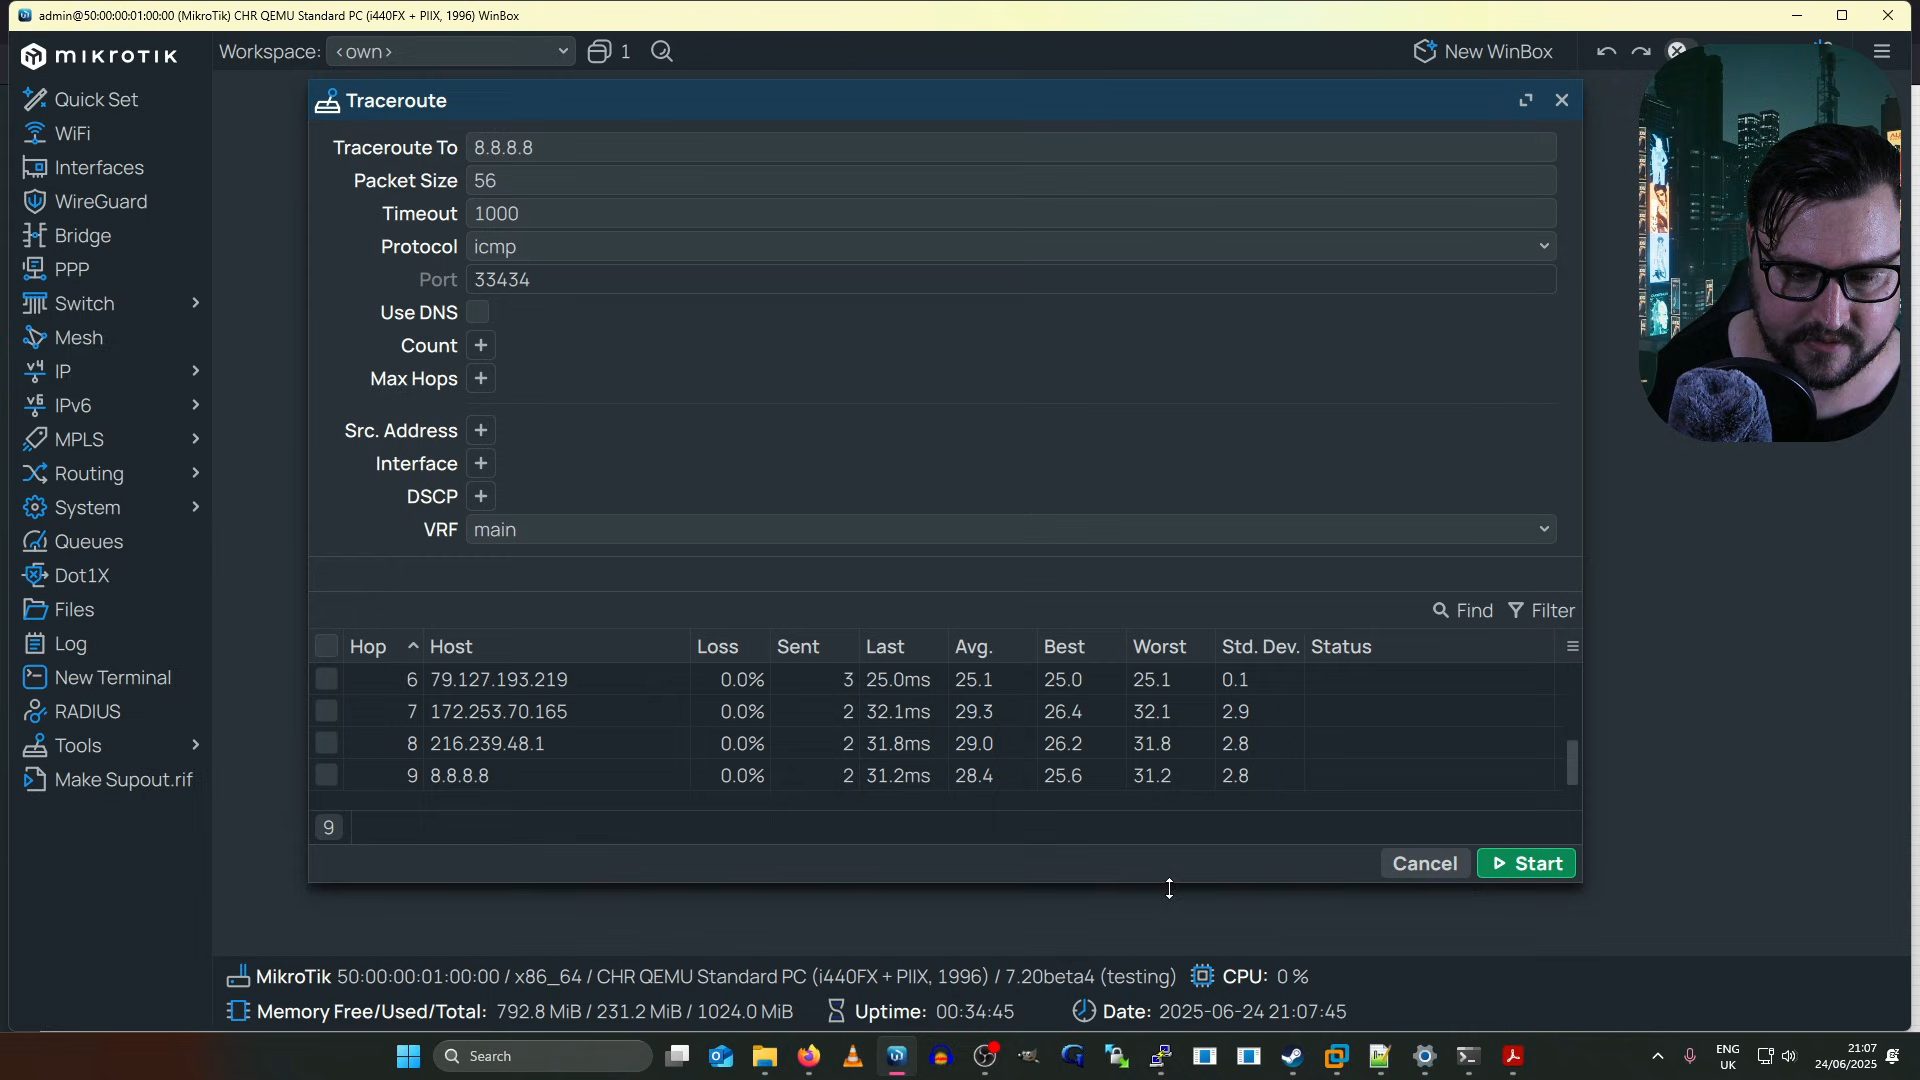 admin@50:00:00:01:00:00 (MikroTik) CHR QEMU Standard PC (i440FX + PIIX, 1996) WinBox
MIKROTIK
Workspace: <own> 1
New WinBox
Quick Set
WiFi
Interfaces
WireGuard
Bridge
PPP
Switch
Mesh
IP
IPv6
MPLS
Routing
System
Queues
Dot1X
Files
Log
New Terminal
RADIUS
Tools
Make Supout.rif
Traceroute
Traceroute To 8.8.8.8
Packet Size 56
Timeout 1000
Protocol icmp
Port 33434
Use DNS
Count +
Max Hops +
Src. Address +
Interface +
DSCP +
VRF main
Find Filter
Hop Host Loss Sent Last Avg. Best Worst Std. Dev. Status
6 79.127.193.219 0.0% 3 25.0ms 25.1 25.0 25.1 0.1
7 172.253.70.165 0.0% 2 32.1ms 29.3 26.4 32.1 2.9
8 216.239.48.1 0.0% 2 31.8ms 29.0 26.2 31.8 2.8
9 8.8.8.8 0.0% 2 31.2ms 28.4 25.6 31.2 2.8
9
Cancel Start
MikroTik 50:00:00:01:00:00 / x86_64 / CHR QEMU Standard PC (i440FX + PIIX, 1996) / 7.20beta4 (testing) CPU: 0 %
Memory Free/Used/Total: 792.8 MiB / 231.2 MiB / 1024.0 MiB Uptime: 00:34:45 Date: 2025-06-24 21:07:45
Search
ENG
UK
21:07
24/06/2025